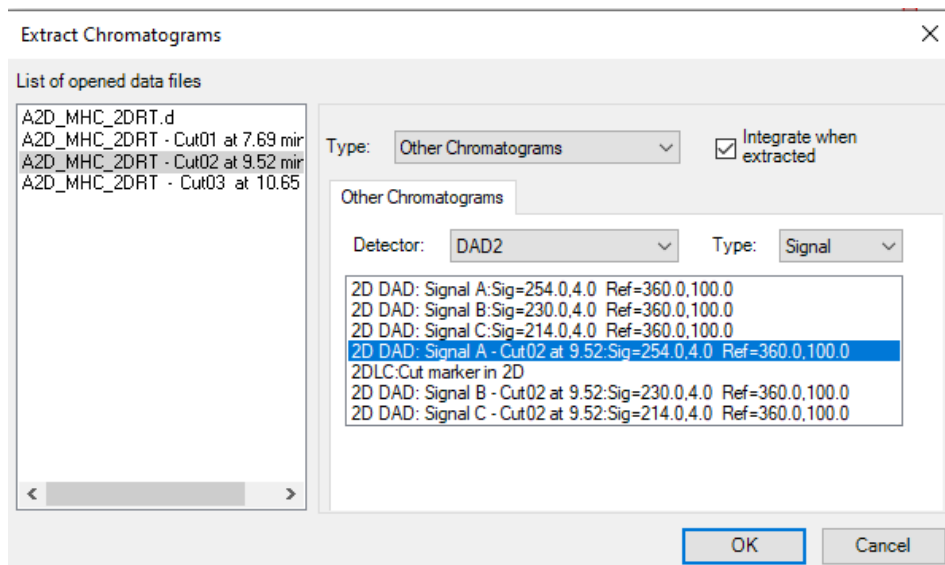 Extract Chromatograms
List of opened data files
A2D_MHC_2DRT.d
A2D_MHC_2DRT - Cut01 at 7.69 mir
A2D_MHC_2DRT - Cut02 at 9.52 mir
A2D_MHC_2DRT - Cut03 at 10.65
Type: Other Chromatograms
Integrate when
extracted
Other Chromatograms
Detector: DAD2 Type: Signal
2D DAD: Signal A:Sig=254.0,4.0 Ref=360.0,100.0
2D DAD: Signal B:Sig=230.0,4.0 Ref=360.0,100.0
2D DAD: Signal C:Sig=214.0,4.0 Ref=360.0,100.0
2D DAD: Signal A - Cut02 at 9.52:Sig=254.0,4.0 Ref=360.0,100.0
2DLC:Cut marker in 2D
2D DAD: Signal B - Cut02 at 9.52:Sig=230.0,4.0 Ref=360.0,100.0
2D DAD: Signal C - Cut02 at 9.52:Sig=214.0,4.0 Ref=360.0,100.0
OK Cancel